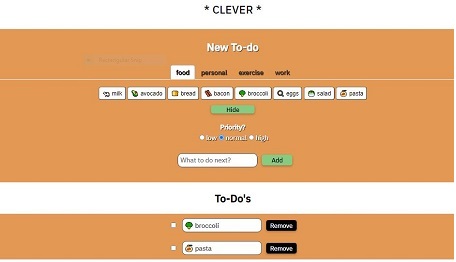 * CLEVER *
New To-do
food personal exercise work
milk avocado bread bacon broccoli eggs salad pasta
Hide
Priority?
low normal high
What to do next? Add
To-Do's
broccoli Remove
pasta Remove